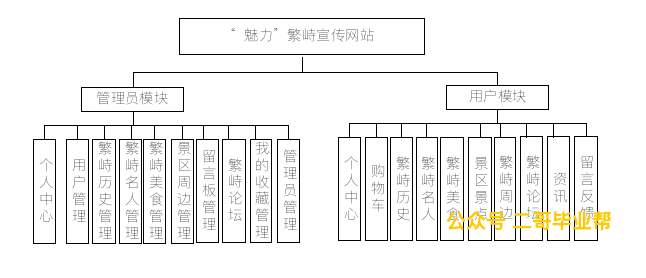 “魅力”繁峙宣传网站
管理员模块
用户模块
个人中心
用户管理
繁峙历史管理
繁峙名人管理
繁峙美食管理
景区周边管理
留言板管理
繁峙论坛
我的收藏管理
管理员管理
个人中心
购物车
繁峙历史
繁峙名人
繁峙美食
景区景点
繁峙周边
繁峙论坛
资讯
留言反馈
公众号 二哥毕业帮